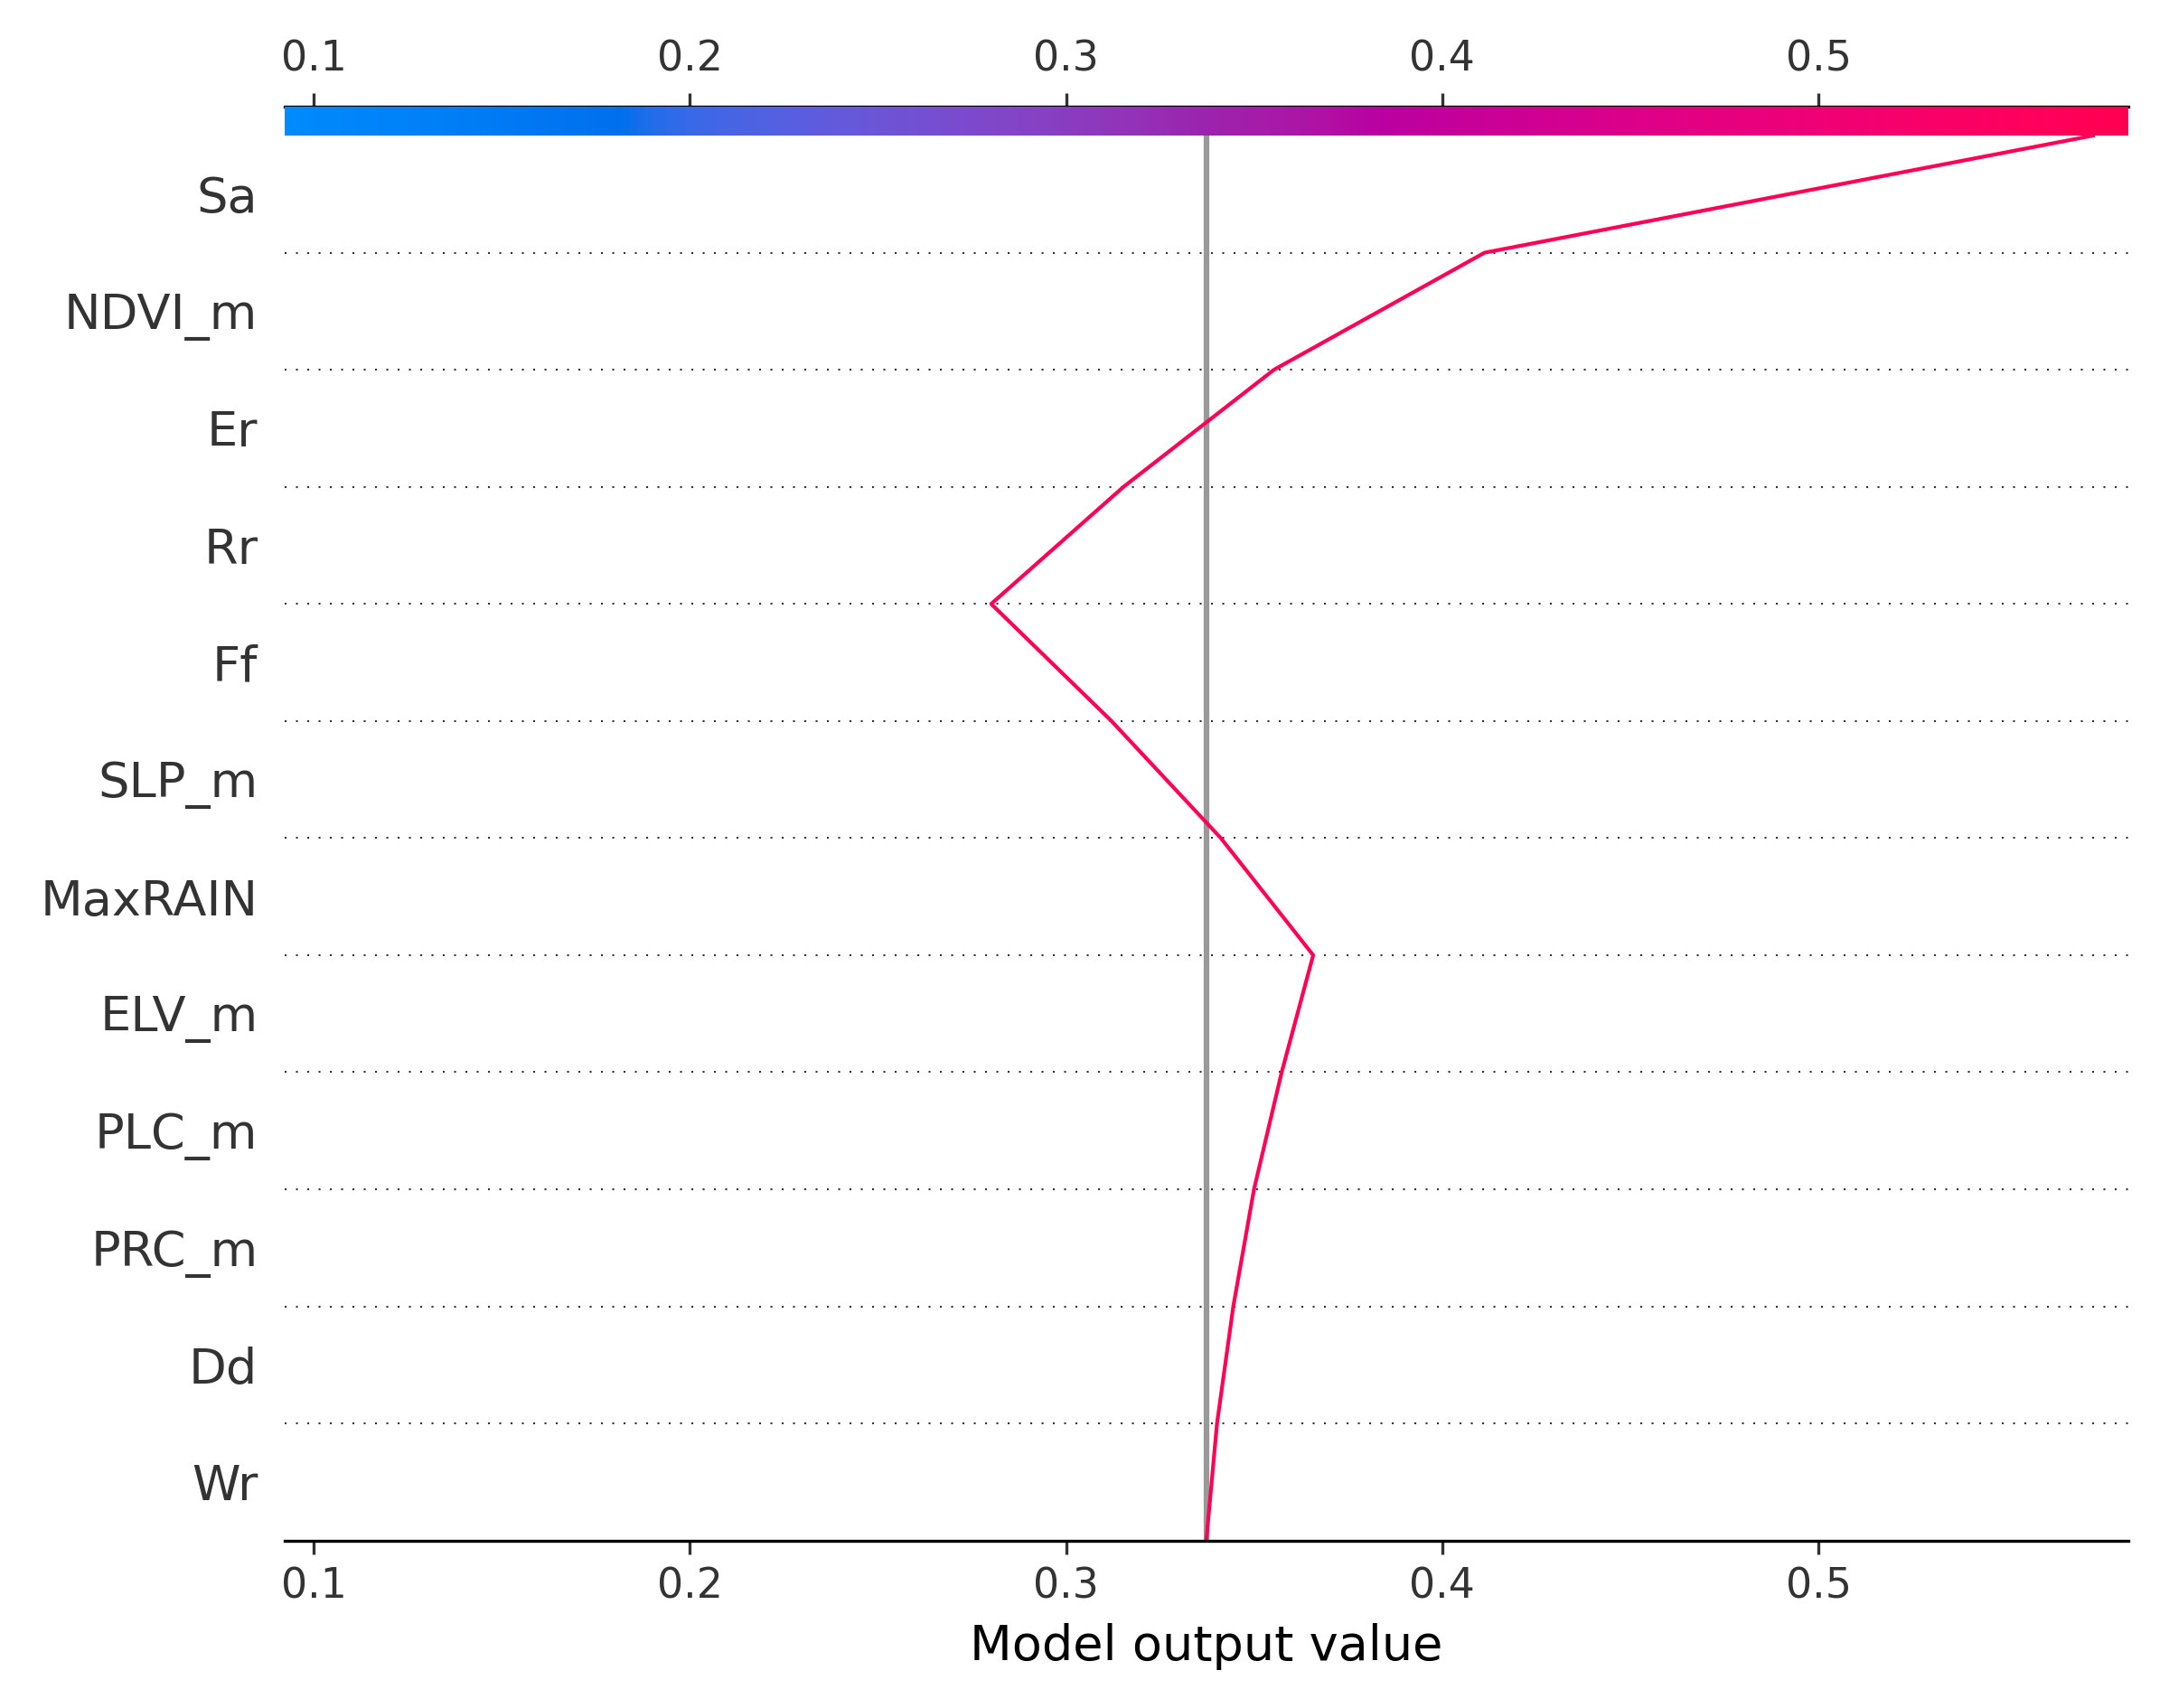 0.1 0.2 0.3 0.4 0.5
Sa
NDVI_m
Er
Rr
Ff
SLP_m
MaxRAIN
ELV_m
PLC_m
PRC_m
Dd
Wr
0.1 0.2 0.3 0.4 0.5
Model output value